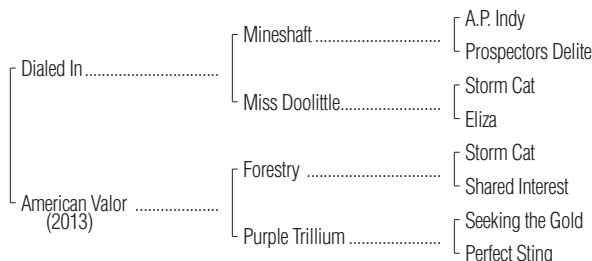 A.P. Indy
Mineshaft
Prospectors Delite
Dialed In
Storm Cat
Miss Doolittle
Eliza
Storm Cat
Forestry
Shared Interest
American Valor
(2013)
Seeking the Gold
Purple Trillium
Perfect Sting